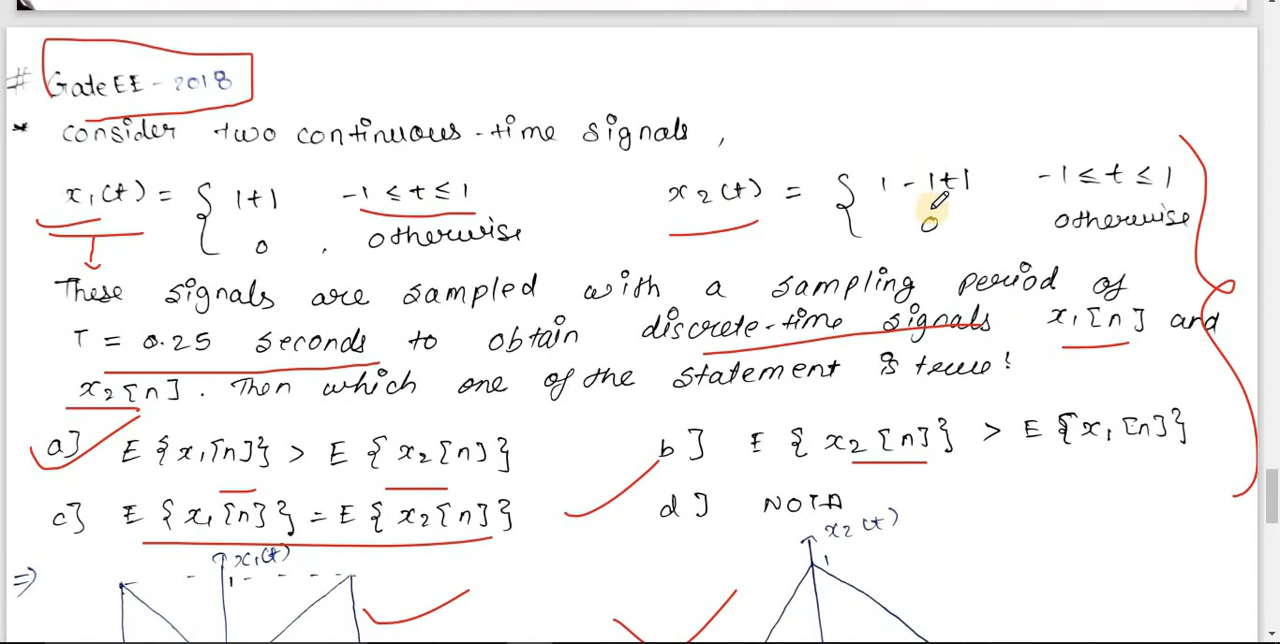 # Gate EE - 2018
* consider two continuous-time signals,
x₁(t) = { |t| -1 ≤ t ≤ 1
0 , otherwise
x₂(t) = { 1 - |t| -1 ≤ t ≤ 1
0 otherwise
These signals are sampled with a sampling period of
T = 0.25 seconds to obtain discrete-time signals x₁[n] and
x₂[n]. Then which one of the statement is true?
a] E {x₁[n]} > E {x₂[n]}
b] E {x₂[n]} > E {x₁[n]}
c] E {x₁[n]} = E {x₂[n]}
d] NOTA
⇒ x₁(t)
1
x₂(t)
1